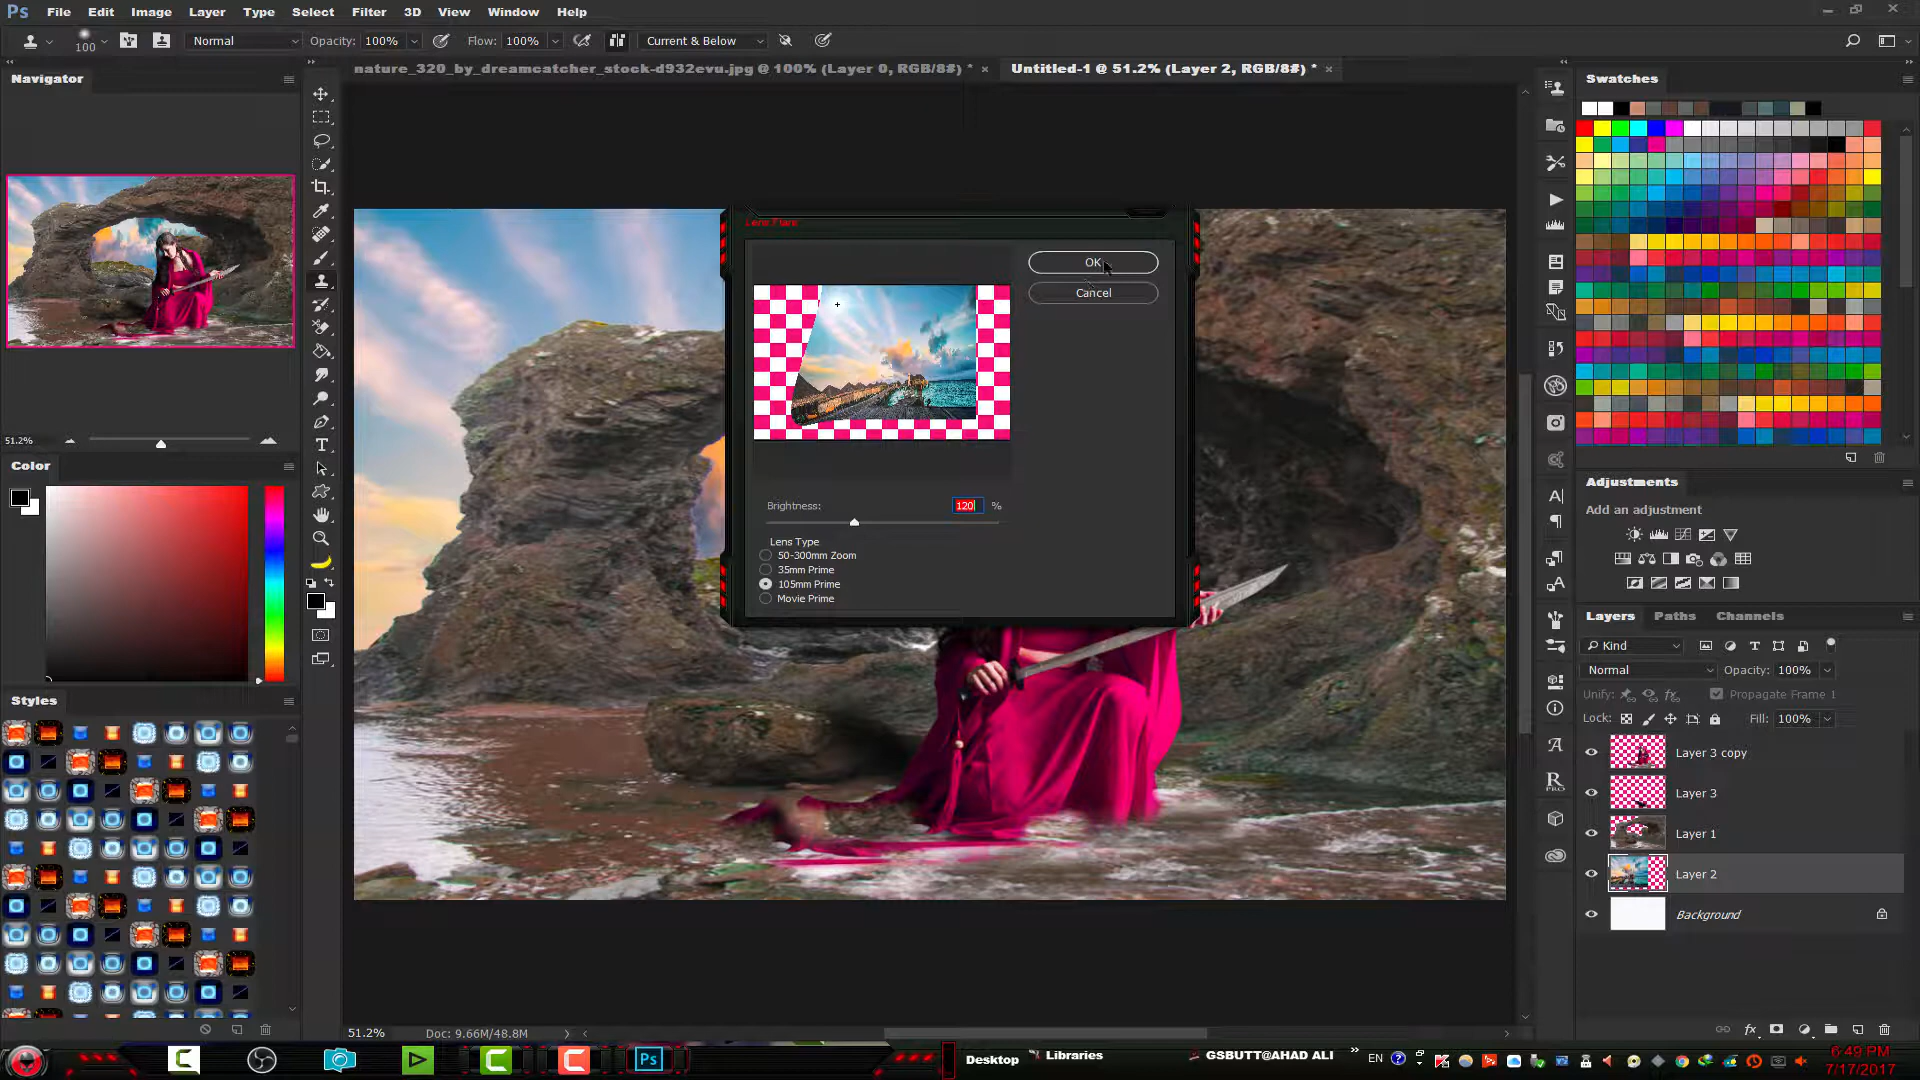 Ps File Edit Image Layer Type Select Filter 3D View Window Help
100 Normal Opacity: 100% Flow: 100% Current & Below
Navigator
nature_320_by_dreamcatcher_stock-d932evu.jpg @ 100% (Layer 0, RGB/8#) * ×
Untitled-1 @ 51.2% (Layer 2, RGB/8#) * ×
Swatches
Lens Flare
OK
Cancel
Brightness: 120 %
Lens Type
50-300mm Zoom
35mm Prime
105mm Prime
Movie Prime
51.2%
Color
Styles
Adjustments
Add an adjustment
Layers Paths Channels
Kind
Normal Opacity: 100%
Unify: Propagate Frame 1
Lock: Fill: 100%
Layer 3 copy
Layer 3
Layer 1
Layer 2
Background
51.2% Doc: 9.66M/48.8M
Desktop Libraries GSBUTT@AHAD ALI EN
6:49 PM
7/17/2017